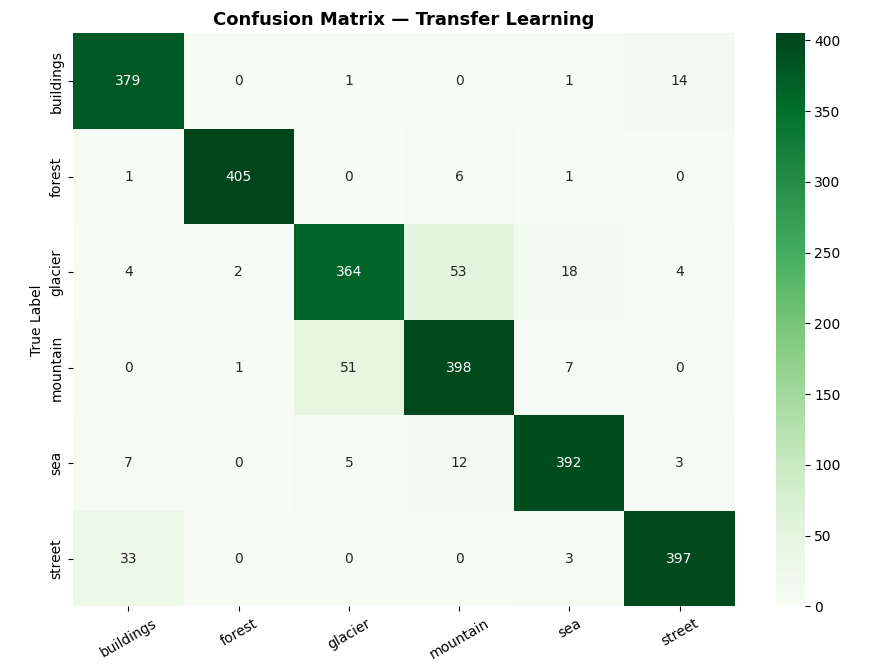 Confusion Matrix — Transfer Learning
True Label
buildings 379 0 1 0 1 14
forest 1 405 0 6 1 0
glacier 4 2 364 53 18 4
mountain 0 1 51 398 7 0
sea 7 0 5 12 392 3
street 33 0 0 0 3 397
buildings forest glacier mountain sea street
400
350
300
250
200
150
100
50
0